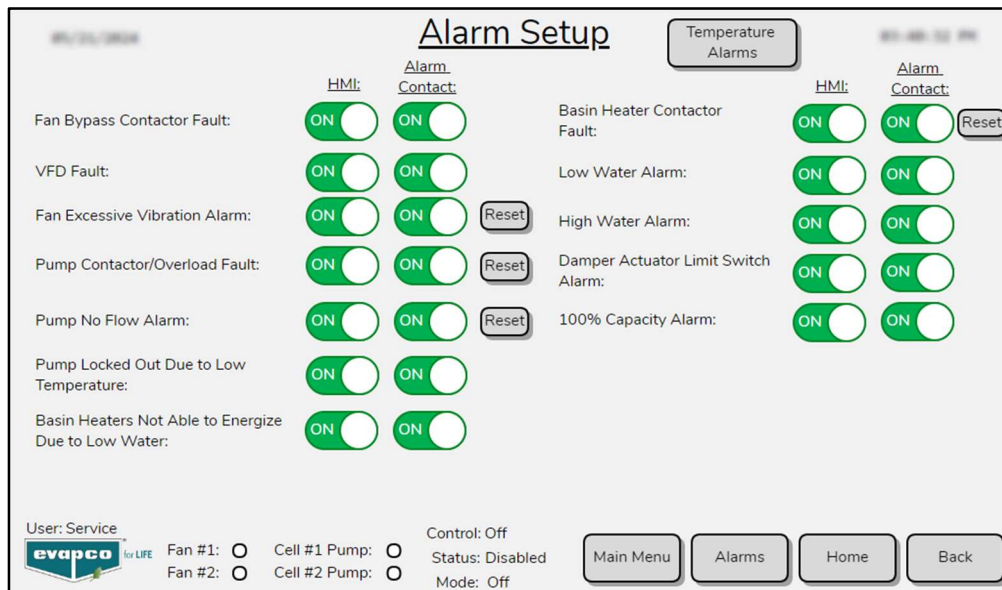 Alarm Setup
Temperature
Alarms
HMI:
Alarm
Contact:
Fan Bypass Contactor Fault:
ON
ON
VFD Fault:
ON
ON
Fan Excessive Vibration Alarm:
ON
ON
Reset
Pump Contactor/Overload Fault:
ON
ON
Reset
Pump No Flow Alarm:
ON
ON
Reset
Pump Locked Out Due to Low
Temperature:
ON
ON
Basin Heaters Not Able to Energize
Due to Low Water:
ON
ON
HMI:
Alarm
Contact:
Basin Heater Contactor
Fault:
ON
ON
Reset
Low Water Alarm:
ON
ON
High Water Alarm:
ON
ON
Damper Actuator Limit Switch
Alarm:
ON
ON
100% Capacity Alarm:
ON
ON
User: Service
evapco for LIFE
Fan #1:
Fan #2:
Cell #1 Pump:
Cell #2 Pump:
Control: Off
Status: Disabled
Mode: Off
Main Menu
Alarms
Home
Back